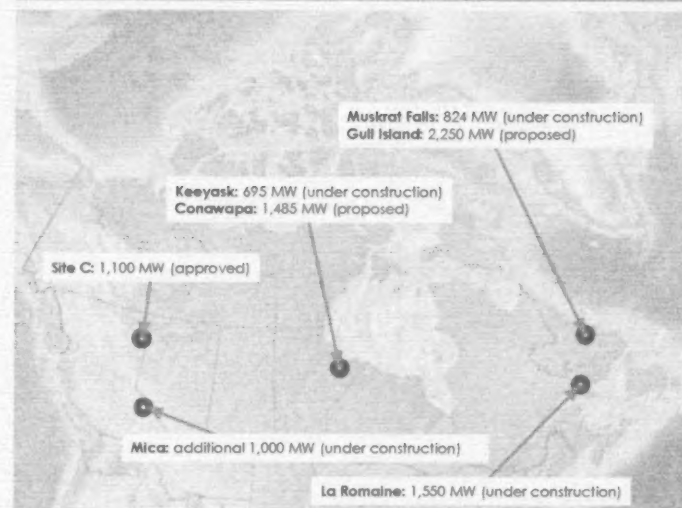 Muskrat Falls: 824 MW (under construction)
Gull Island: 2,250 MW (proposed)
Keeyask: 695 MW (under construction)
Conawapa: 1,485 MW (proposed)
Site C: 1,100 MW (approved)
Mica: additional 1,000 MW (under construction)
La Romaine: 1,550 MW (under construction)